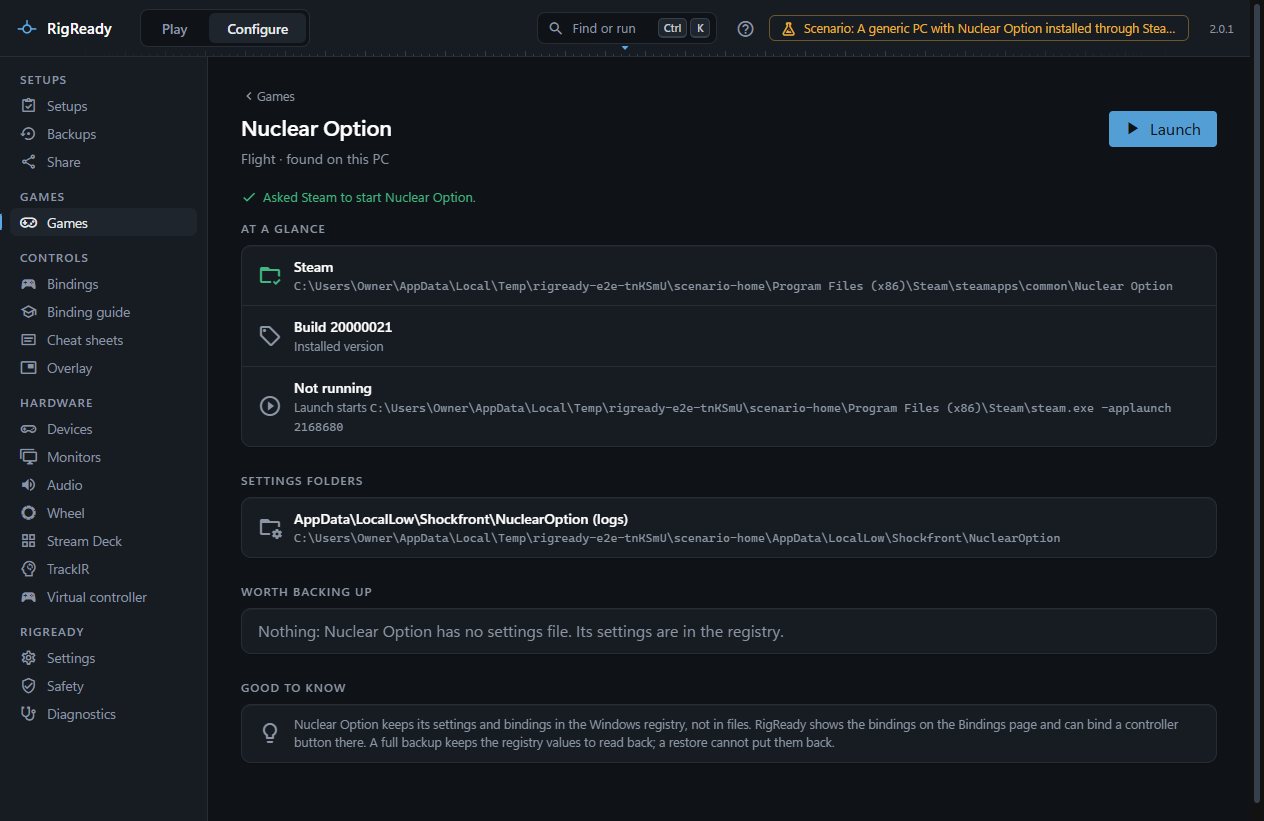 RigReady
Play
Configure
Find or run
Ctrl
K
Scenario: A generic PC with Nuclear Option installed through Stea...
2.0.1
SETUPS
Setups
Backups
Share
GAMES
Games
CONTROLS
Bindings
Binding guide
Cheat sheets
Overlay
HARDWARE
Devices
Monitors
Audio
Wheel
Stream Deck
TrackIR
Virtual controller
RIGREADY
Settings
Safety
Diagnostics
Games
Nuclear Option
Launch
Flight · found on this PC
Asked Steam to start Nuclear Option.
AT A GLANCE
Steam
C:\Users\Owner\AppData\Local\Temp\rigready-e2e-tnKSmU\scenario-home\Program Files (x86)\Steam\steamapps\common\Nuclear Option
Build 20000021
Installed version
Not running
Launch starts C:\Users\Owner\AppData\Local\Temp\rigready-e2e-tnKSmU\scenario-home\Program Files (x86)\Steam\steam.exe -applaunch
2168680
SETTINGS FOLDERS
AppData\LocalLow\Shockfront\NuclearOption (logs)
C:\Users\Owner\AppData\Local\Temp\rigready-e2e-tnKSmU\scenario-home\AppData\LocalLow\Shockfront\NuclearOption
WORTH BACKING UP
Nothing: Nuclear Option has no settings file. Its settings are in the registry.
GOOD TO KNOW
Nuclear Option keeps its settings and bindings in the Windows registry, not in files. RigReady shows the bindings on the Bindings page and can bind a controller
button there. A full backup keeps the registry values to read back; a restore cannot put them back.